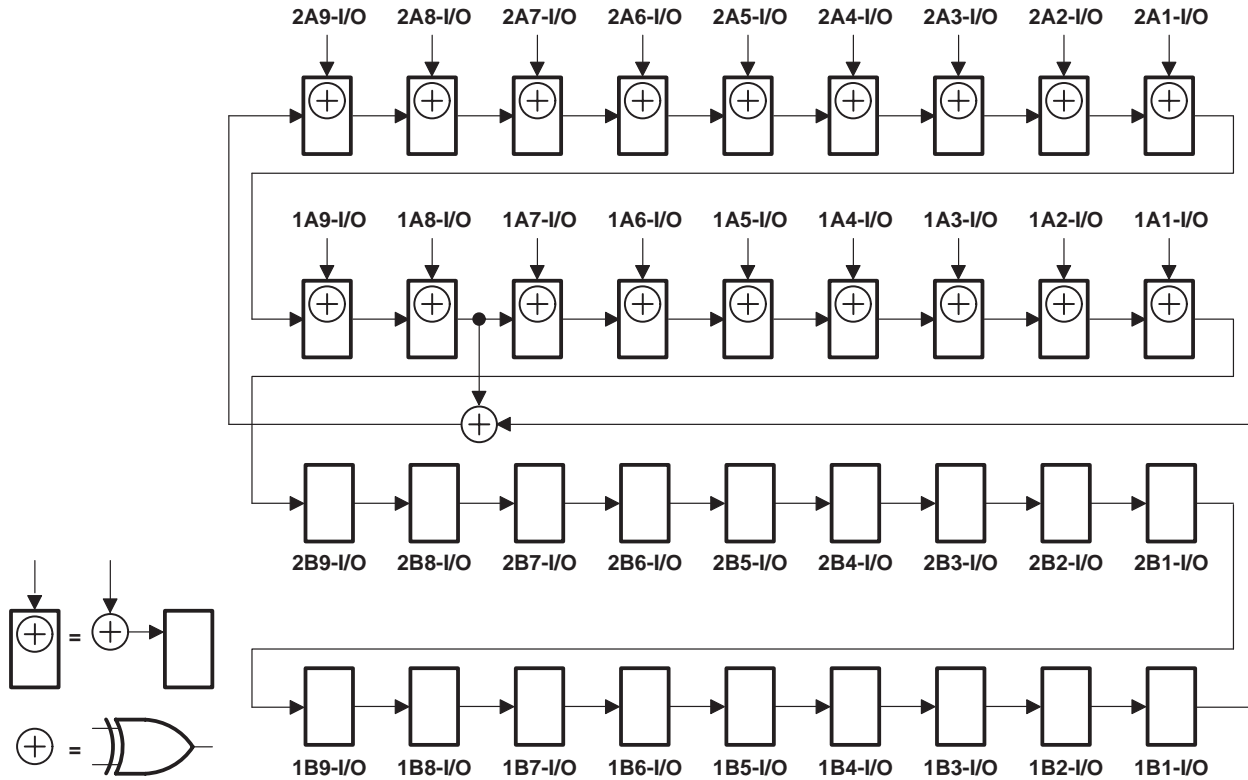 2A9-I/O 2A8-I/O 2A7-I/O 2A6-I/O 2A5-I/O 2A4-I/O 2A3-I/O 2A2-I/O 2A1-I/O
1A9-I/O 1A8-I/O 1A7-I/O 1A6-I/O 1A5-I/O 1A4-I/O 1A3-I/O 1A2-I/O 1A1-I/O
2B9-I/O 2B8-I/O 2B7-I/O 2B6-I/O 2B5-I/O 2B4-I/O 2B3-I/O 2B2-I/O 2B1-I/O
=
=
1B9-I/O 1B8-I/O 1B7-I/O 1B6-I/O 1B5-I/O 1B4-I/O 1B3-I/O 1B2-I/O 1B1-I/O